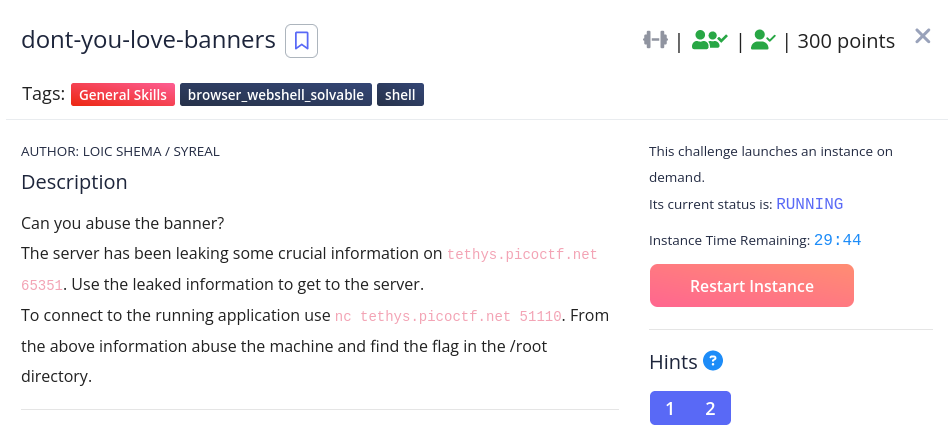 dont-you-love-banners
| | | 300 points
Tags: General Skills browser_webshell_solvable shell
AUTHOR: LOIC SHEMA / SYREAL
Description
Can you abuse the banner?
The server has been leaking some crucial information on tethys.picoctf.net
65351. Use the leaked information to get to the server.
To connect to the running application use nc tethys.picoctf.net 51110. From
the above information abuse the machine and find the flag in the /root
directory.
This challenge launches an instance on
demand.
Its current status is: RUNNING
Instance Time Remaining: 29:44
Restart Instance
Hints ?
1 2